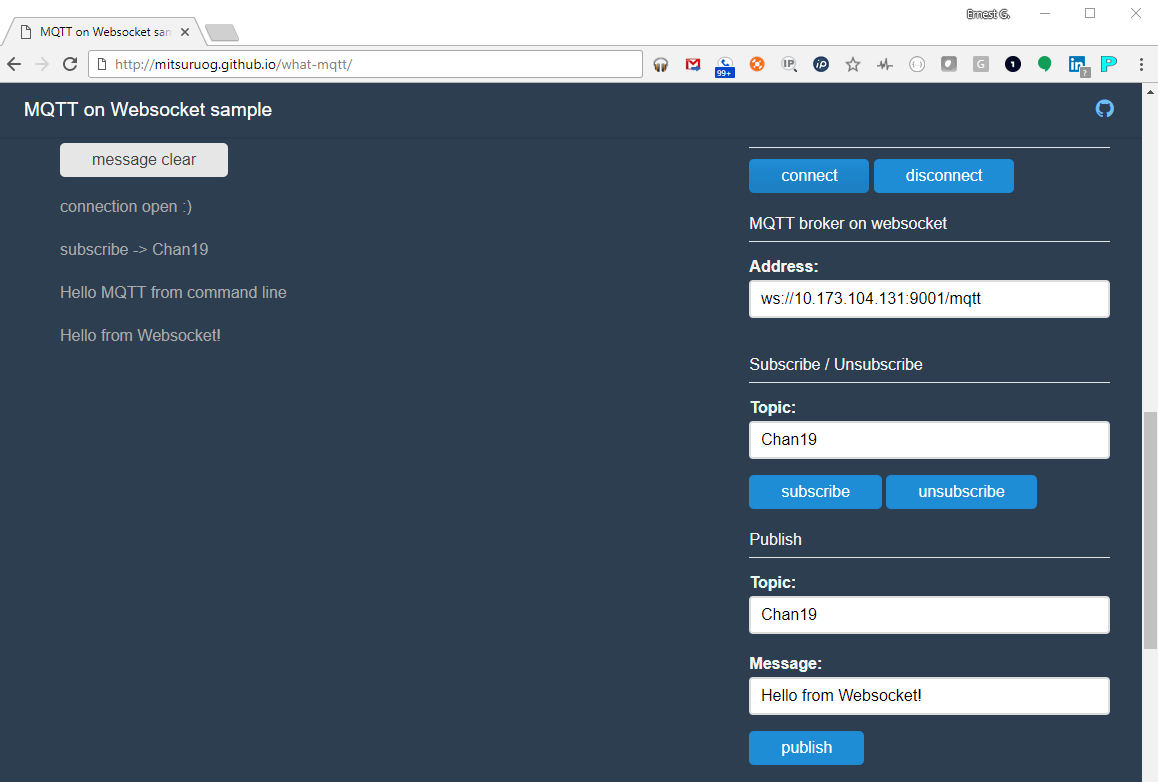 Ernest G.
MQTT on Websocket san
http://mitsuruog.github.io/what-mqtt/
99+
IP
ip
G
1
in
?
P
MQTT on Websocket sample
message clear
connection open :)
subscribe -> Chan19
Hello MQTT from command line
Hello from Websocket!
connect disconnect
MQTT broker on websocket
Address:
ws://10.173.104.131:9001/mqtt
Subscribe / Unsubscribe
Topic:
Chan19
subscribe unsubscribe
Publish
Topic:
Chan19
Message:
Hello from Websocket!
publish